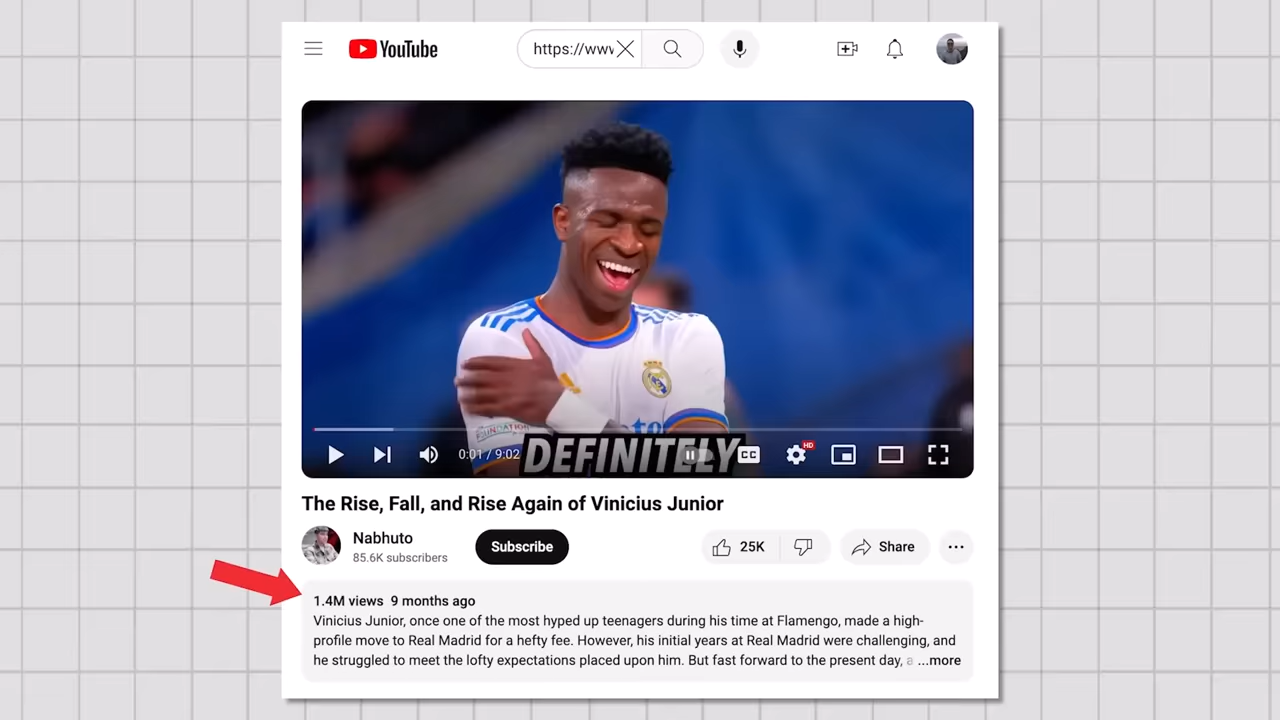 YouTube
https://www
DEFINITELY
0:01 / 9:02
CC
HD
The Rise, Fall, and Rise Again of Vinicius Junior
Nabhuto
85.6K subscribers
Subscribe
25K
Share
1.4M views 9 months ago
Vinicius Junior, once one of the most hyped up teenagers during his time at Flamengo, made a high-
profile move to Real Madrid for a hefty fee. However, his initial years at Real Madrid were challenging, and
he struggled to meet the lofty expectations placed upon him. But fast forward to the present day, a ...more